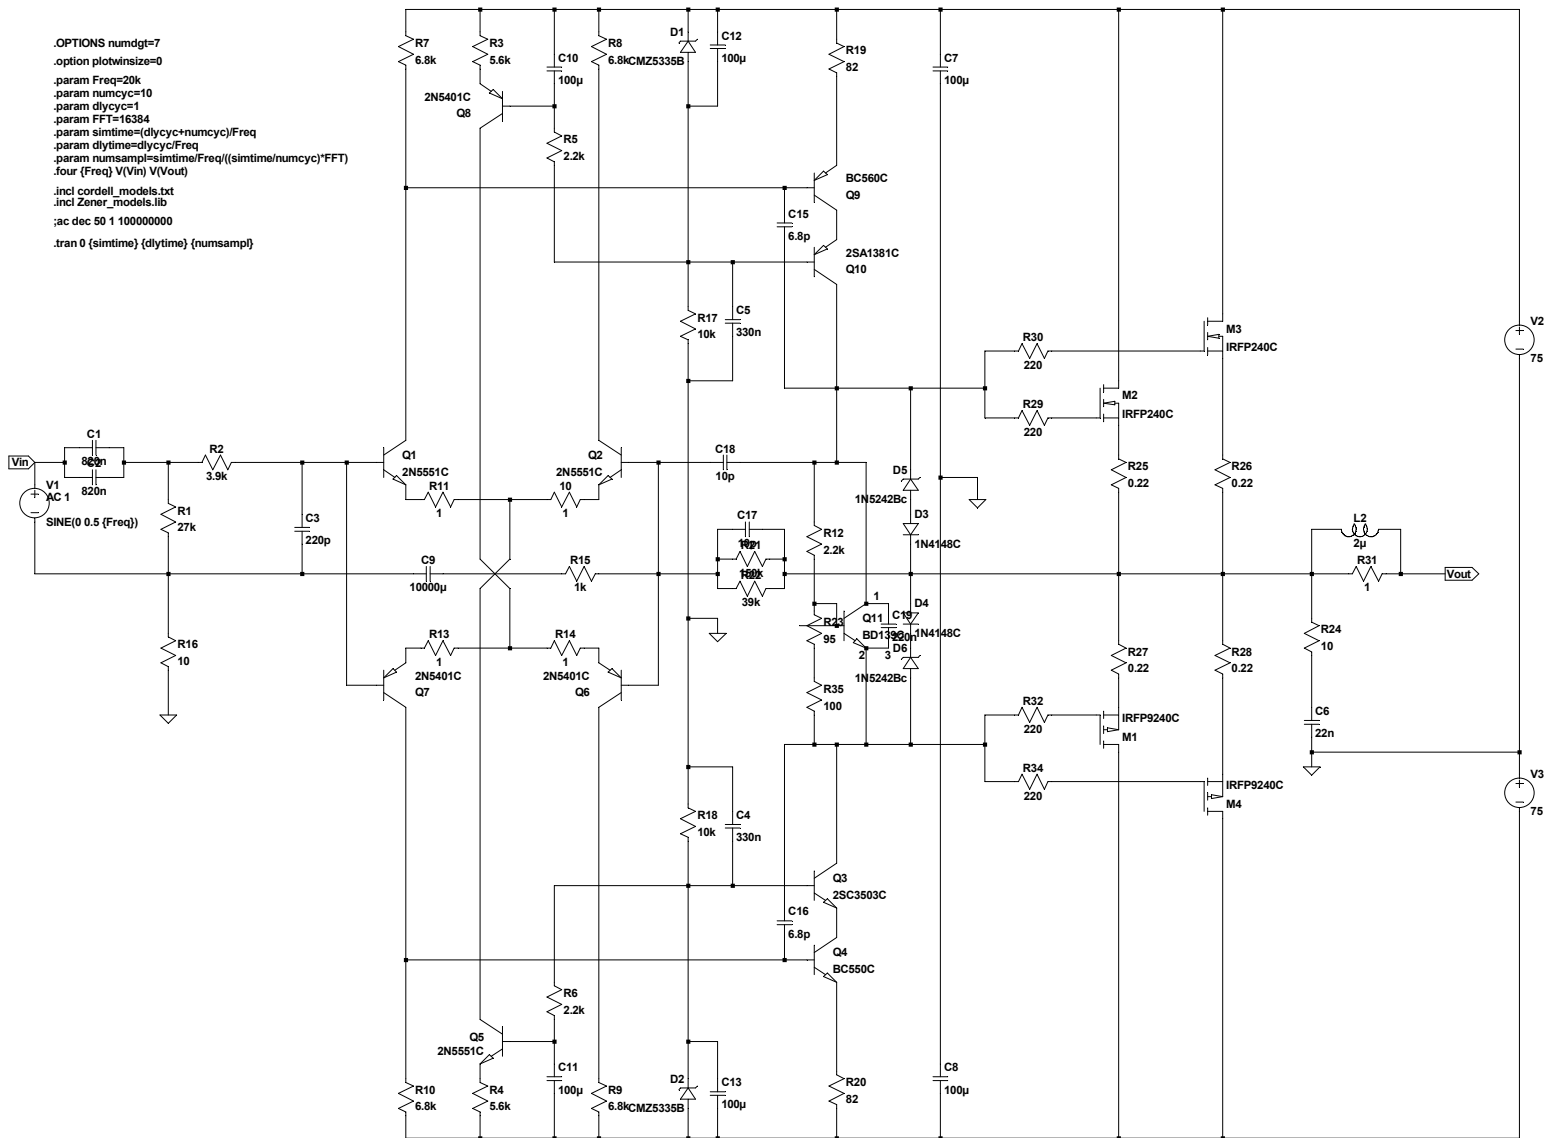 .OPTIONS numdgt=7
.option plotwinsize=0
.param Freq=20k
.param numcyc=10
.param dlycyc=1
.param FFT=16384
.param simtime=(dlycyc+numcyc)/Freq
.param dlytime=dlycyc/Freq
.param numsampl=simtime/Freq/((simtime/numcyc)*FFT)
.four {Freq} V(Vin) V(Vout)
.incl cordell_models.txt
.incl Zener_models.lib
;ac dec 50 1 100000000
.tran 0 {simtime} {dlytime} {numsampl}
R7
6.8k
R3
5.6k
R8
6.8k
C10
100µ
D1
CMZ5335B
C12
100µ
R19
82
C7
100µ
2N5401C
Q8
R5
2.2k
BC560C
Q9
C15
6.8p
2SA1381C
Q10
R17
10k
C5
330n
R30
220
M3
IRFP240C
V2
75
R29
220
M2
IRFP240C
Vin
C1
820n
C2
820n
R2
3.9k
V1
AC 1
SINE(0 0.5 {Freq})
R1
27k
C3
220p
Q1
2N5551C
R11
1
Q2
2N5551C
10
1
C18
10p
D5
1N5242Bc
D3
1N4148C
R25
0.22
R26
0.22
C9
10000µ
R15
1k
C17
R21
150k
R22
39k
R12
2.2k
L2
2µ
R31
1
Vout
R16
10
R13
1
R14
1
2N5401C
Q7
2N5401C
Q6
R23
95
1
Q11
BD139C
2
3
C19
220n
D4
1N4148C
D6
1N5242Bc
R35
100
R27
0.22
R28
0.22
R24
10
C6
22n
R32
220
IRFP9240C
M1
R34
220
IRFP9240C
M4
V3
75
R18
10k
C4
330n
Q3
2SC3503C
C16
6.8p
Q4
BC550C
R6
2.2k
Q5
2N5551C
R10
6.8k
R4
5.6k
C11
100µ
R9
6.8k
D2
CMZ5335B
C13
100µ
R20
82
C8
100µ